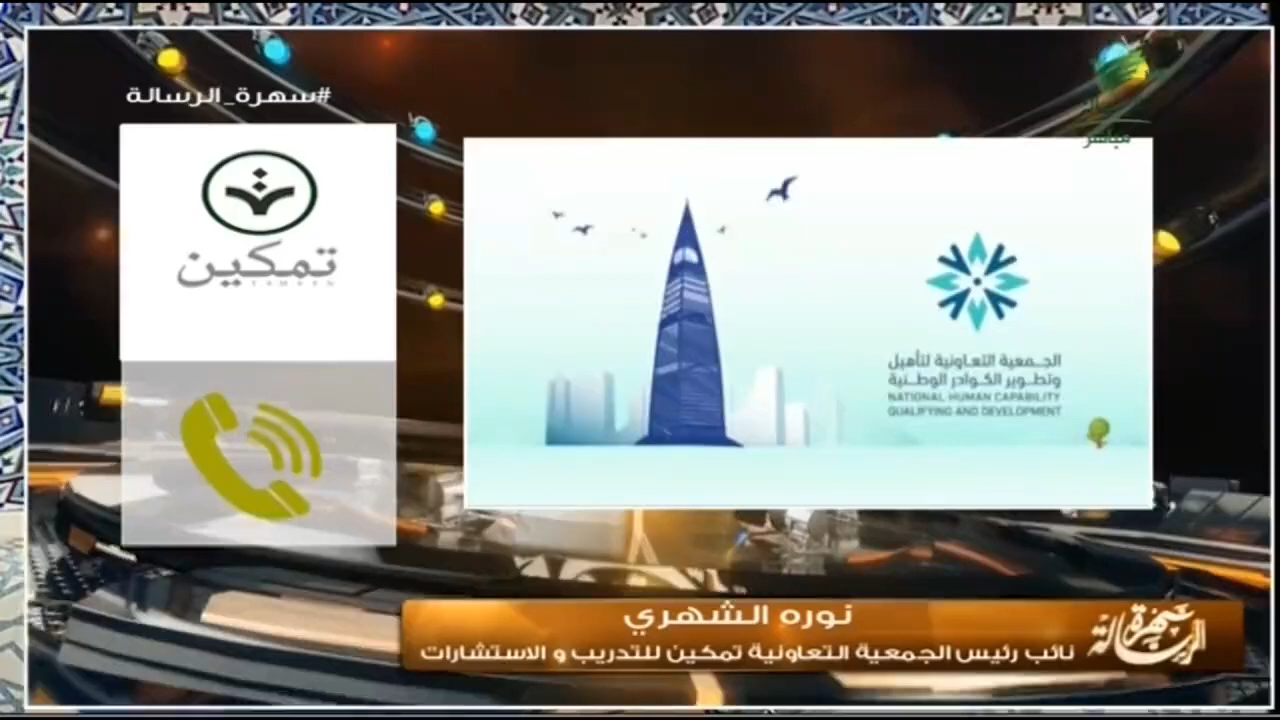 #سهرة_الرسالة
مباشر
تمكين
TAMKEEN
الجمعية التعاونية لتأهيل
وتطوير الكوادر الوطنية
NATIONAL HUMAN CAPABILITY
QUALIFYING AND DEVELOPMENT
نوره الشهري
نائب رئيس الجمعية التعاونية تمكين للتدريب و الاستشارات
سهرة
الرسالة